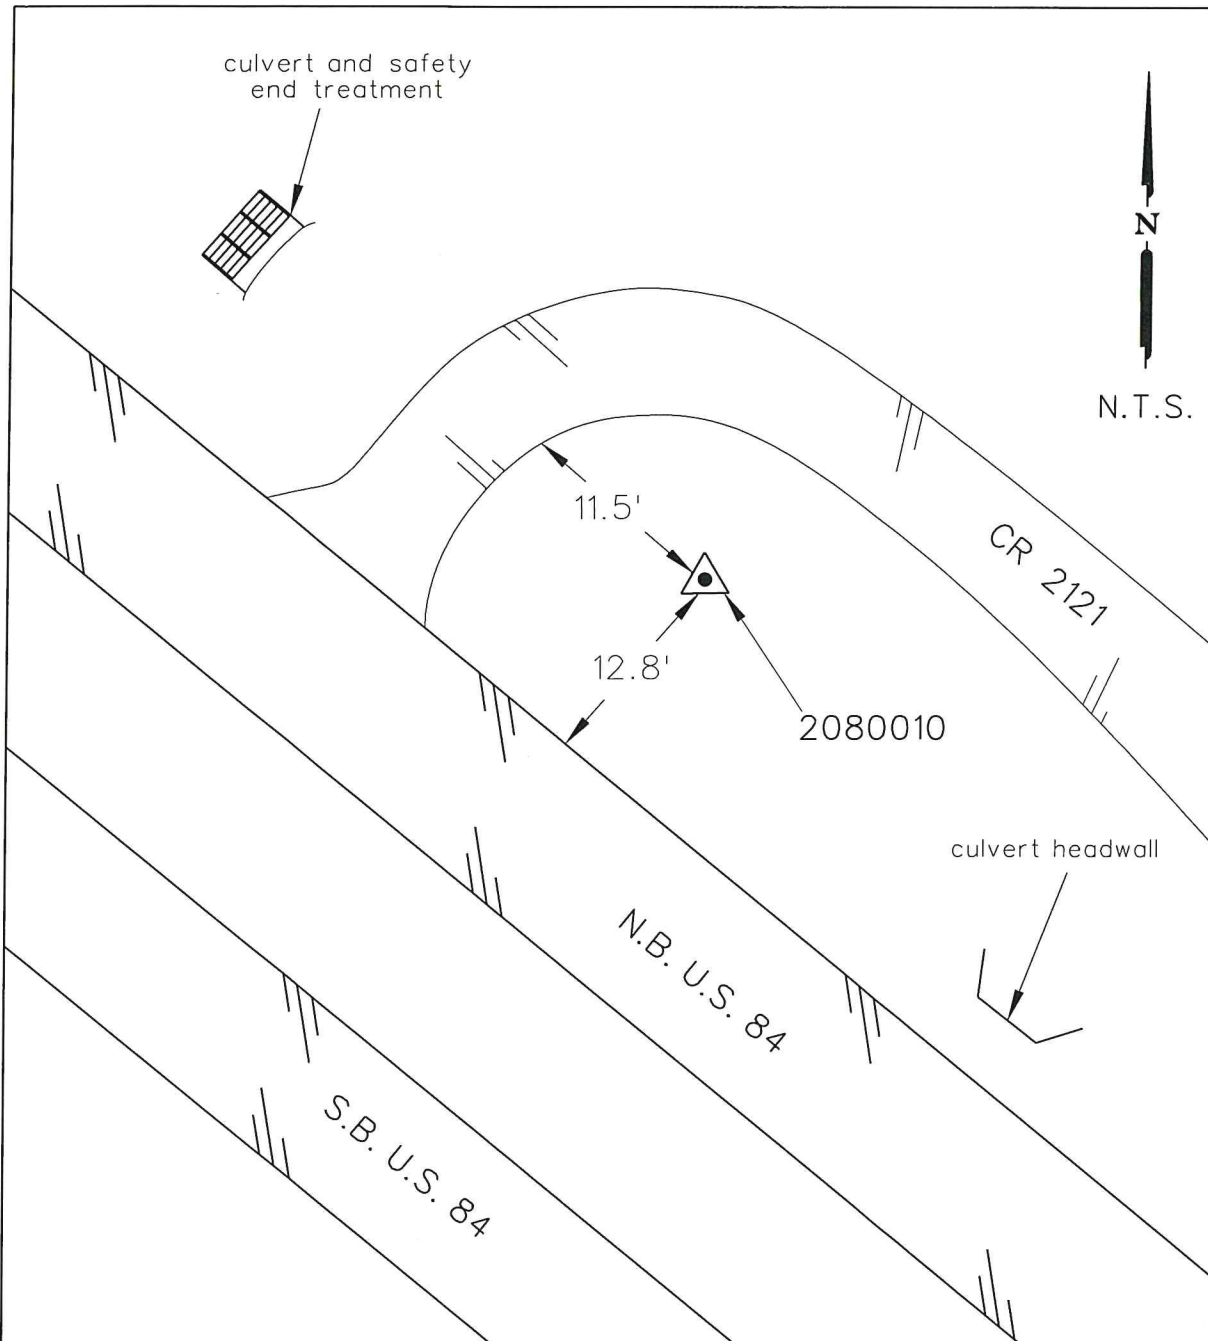 culvert and safety
end treatment
N
N.T.S.
11.5'
CR 2121
12.8'
2080010
culvert headwall
N.B. U.S. 84
S.B. U.S. 84